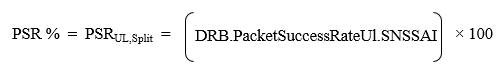 PSR % = PSR_UL,Split = (DRB.PacketSuccessRateUl.SNSSAI) × 100